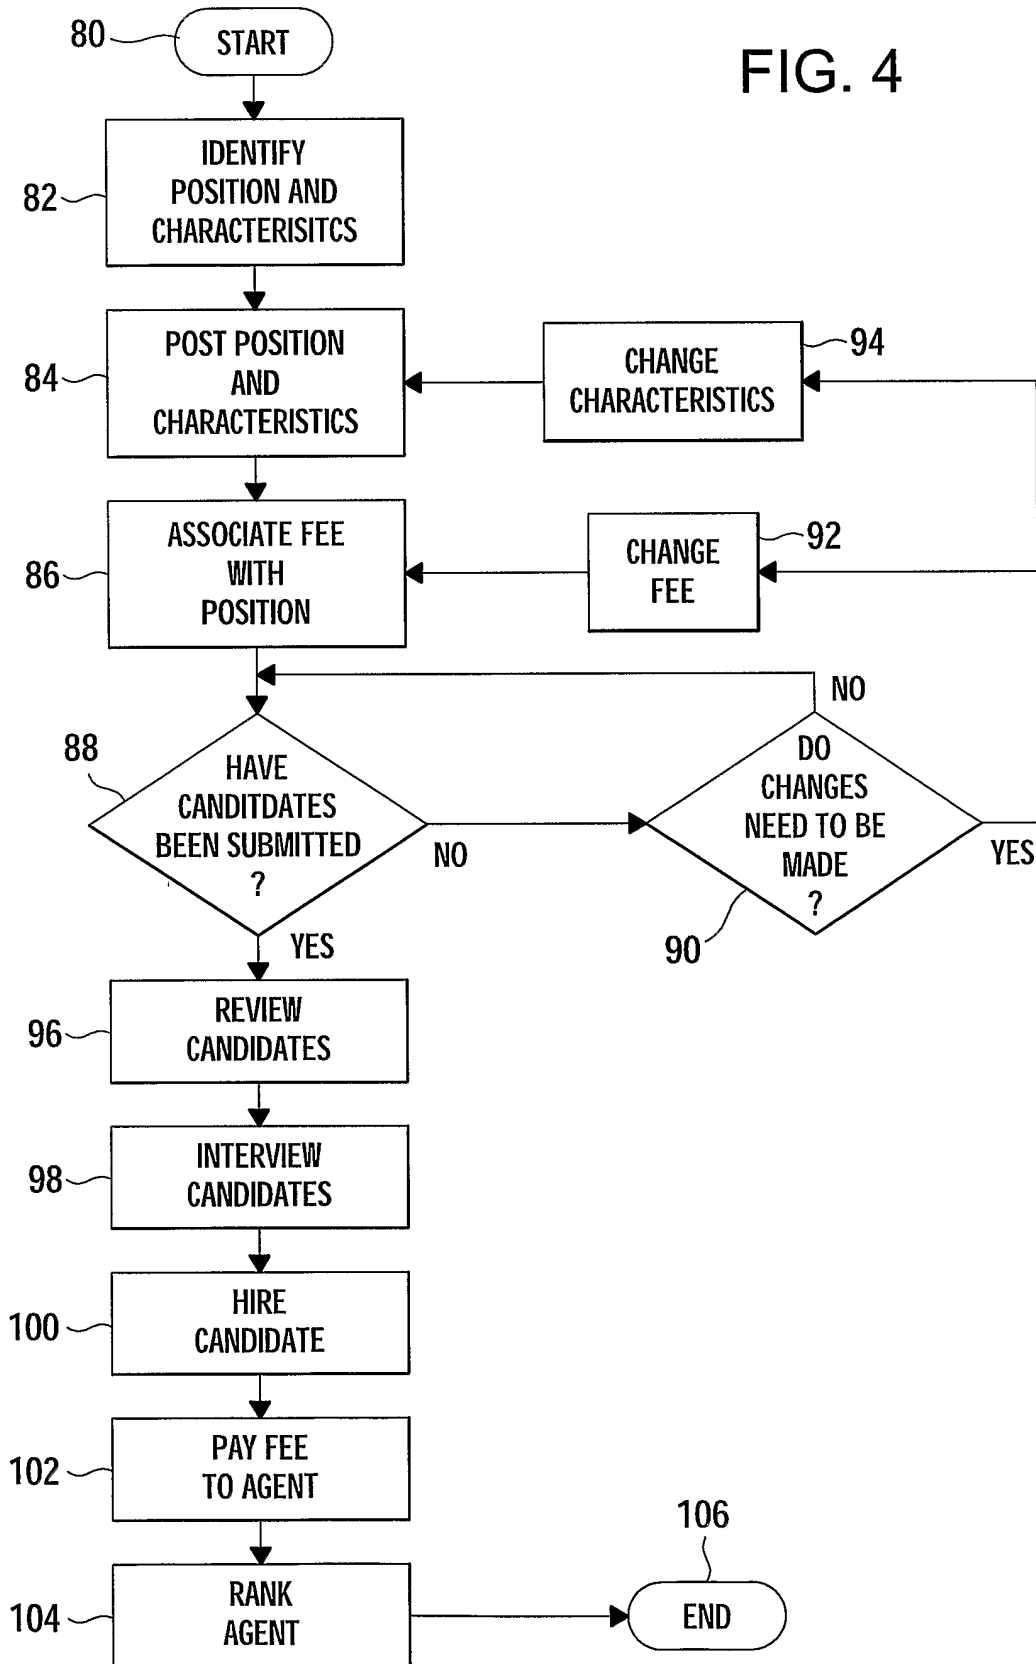 80
START
FIG. 4
82
IDENTIFY
POSITION AND
CHARACTERISITCS
84
POST POSITION
AND
CHARACTERISTICS
CHANGE
CHARACTERISTICS
94
86
ASSOCIATE FEE
WITH
POSITION
CHANGE
FEE
92
88
HAVE
CANDITDATES
BEEN SUBMITTED
?
NO
YES
NO
DO
CHANGES
NEED TO BE
MADE
?
YES
90
96
REVIEW
CANDIDATES
98
INTERVIEW
CANDIDATES
100
HIRE
CANDIDATE
102
PAY FEE
TO AGENT
104
RANK
AGENT
106
END